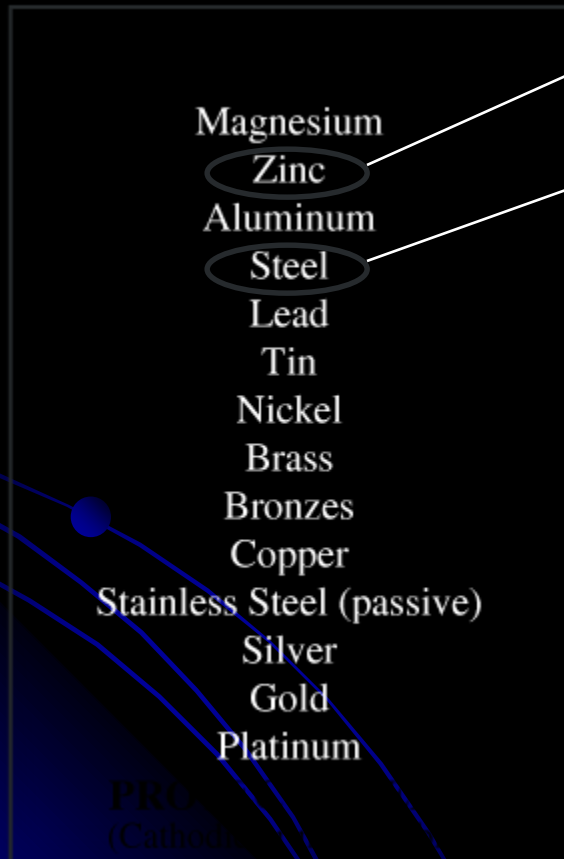 Magnesium
Zinc
Aluminum
Steel
Lead
Tin
Nickel
Brass
Bronzes
Copper
Stainless Steel (passive)
Silver
Gold
Platinum